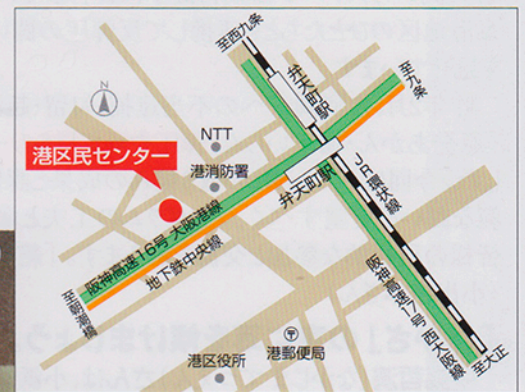 至西九条
弁天町駅
至九条
N
NTT
港区民センター
港消防署
弁天町駅
JR環状線
阪神高速16号 大阪港線
地下鉄中央線
至朝潮橋
阪神高速17号 西大阪線
港郵便局
港区役所
至大正